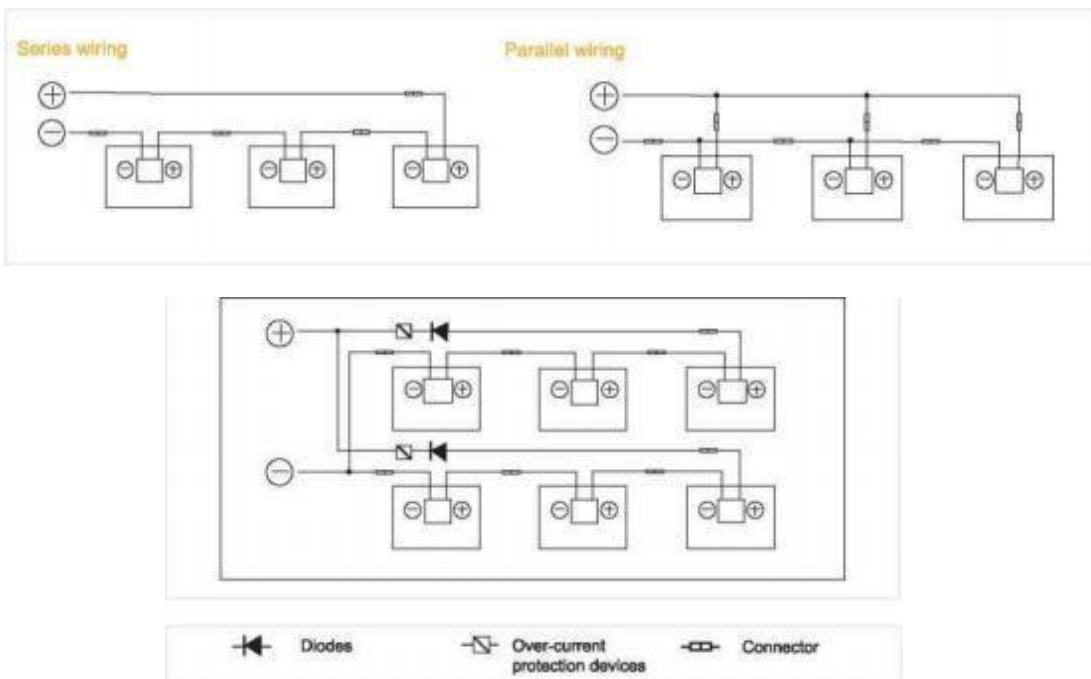 Series wiring
Parallel wiring
Diodes
Over-current
protection devices
Connector